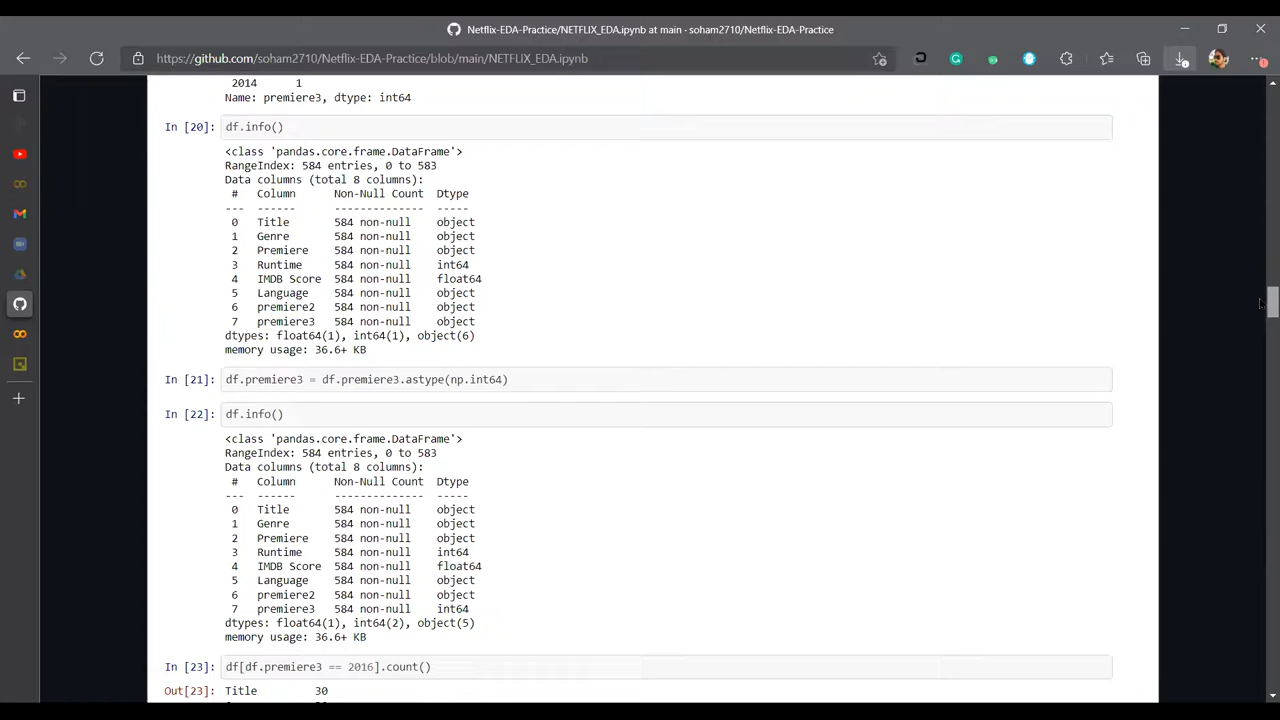 Netflix-EDA-Practice/NETFLIX_EDA.ipynb at main - soham2710/Netflix-EDA-Practice
https://github.com/soham2710/Netflix-EDA-Practice/blob/main/NETFLIX_EDA.ipynb
2014 1
Name: premiere3, dtype: int64
In [20]: df.info()
<class 'pandas.core.frame.DataFrame'>
RangeIndex: 584 entries, 0 to 583
Data columns (total 8 columns):
# Column Non-Null Count Dtype
--- ------ -------------- -----
0 Title 584 non-null object
1 Genre 584 non-null object
2 Premiere 584 non-null object
3 Runtime 584 non-null int64
4 IMDB Score 584 non-null float64
5 Language 584 non-null object
6 premiere2 584 non-null object
7 premiere3 584 non-null object
dtypes: float64(1), int64(1), object(6)
memory usage: 36.6+ KB
In [21]: df.premiere3 = df.premiere3.astype(np.int64)
In [22]: df.info()
<class 'pandas.core.frame.DataFrame'>
RangeIndex: 584 entries, 0 to 583
Data columns (total 8 columns):
# Column Non-Null Count Dtype
--- ------ -------------- -----
0 Title 584 non-null object
1 Genre 584 non-null object
2 Premiere 584 non-null object
3 Runtime 584 non-null int64
4 IMDB Score 584 non-null float64
5 Language 584 non-null object
6 premiere2 584 non-null object
7 premiere3 584 non-null int64
dtypes: float64(1), int64(2), object(5)
memory usage: 36.6+ KB
In [23]: df[df.premiere3 == 2016].count()
Out[23]: Title 30